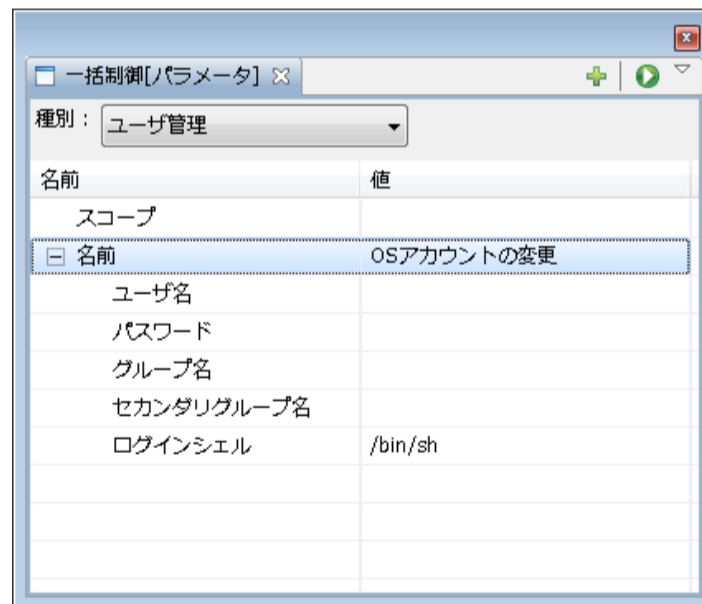 一括制御[パラメータ]
種別： ユーザ管理
名前 値
スコープ
名前 OSアカウントの変更
ユーザ名
パスワード
グループ名
セカンダリグループ名
ログインシェル /bin/sh